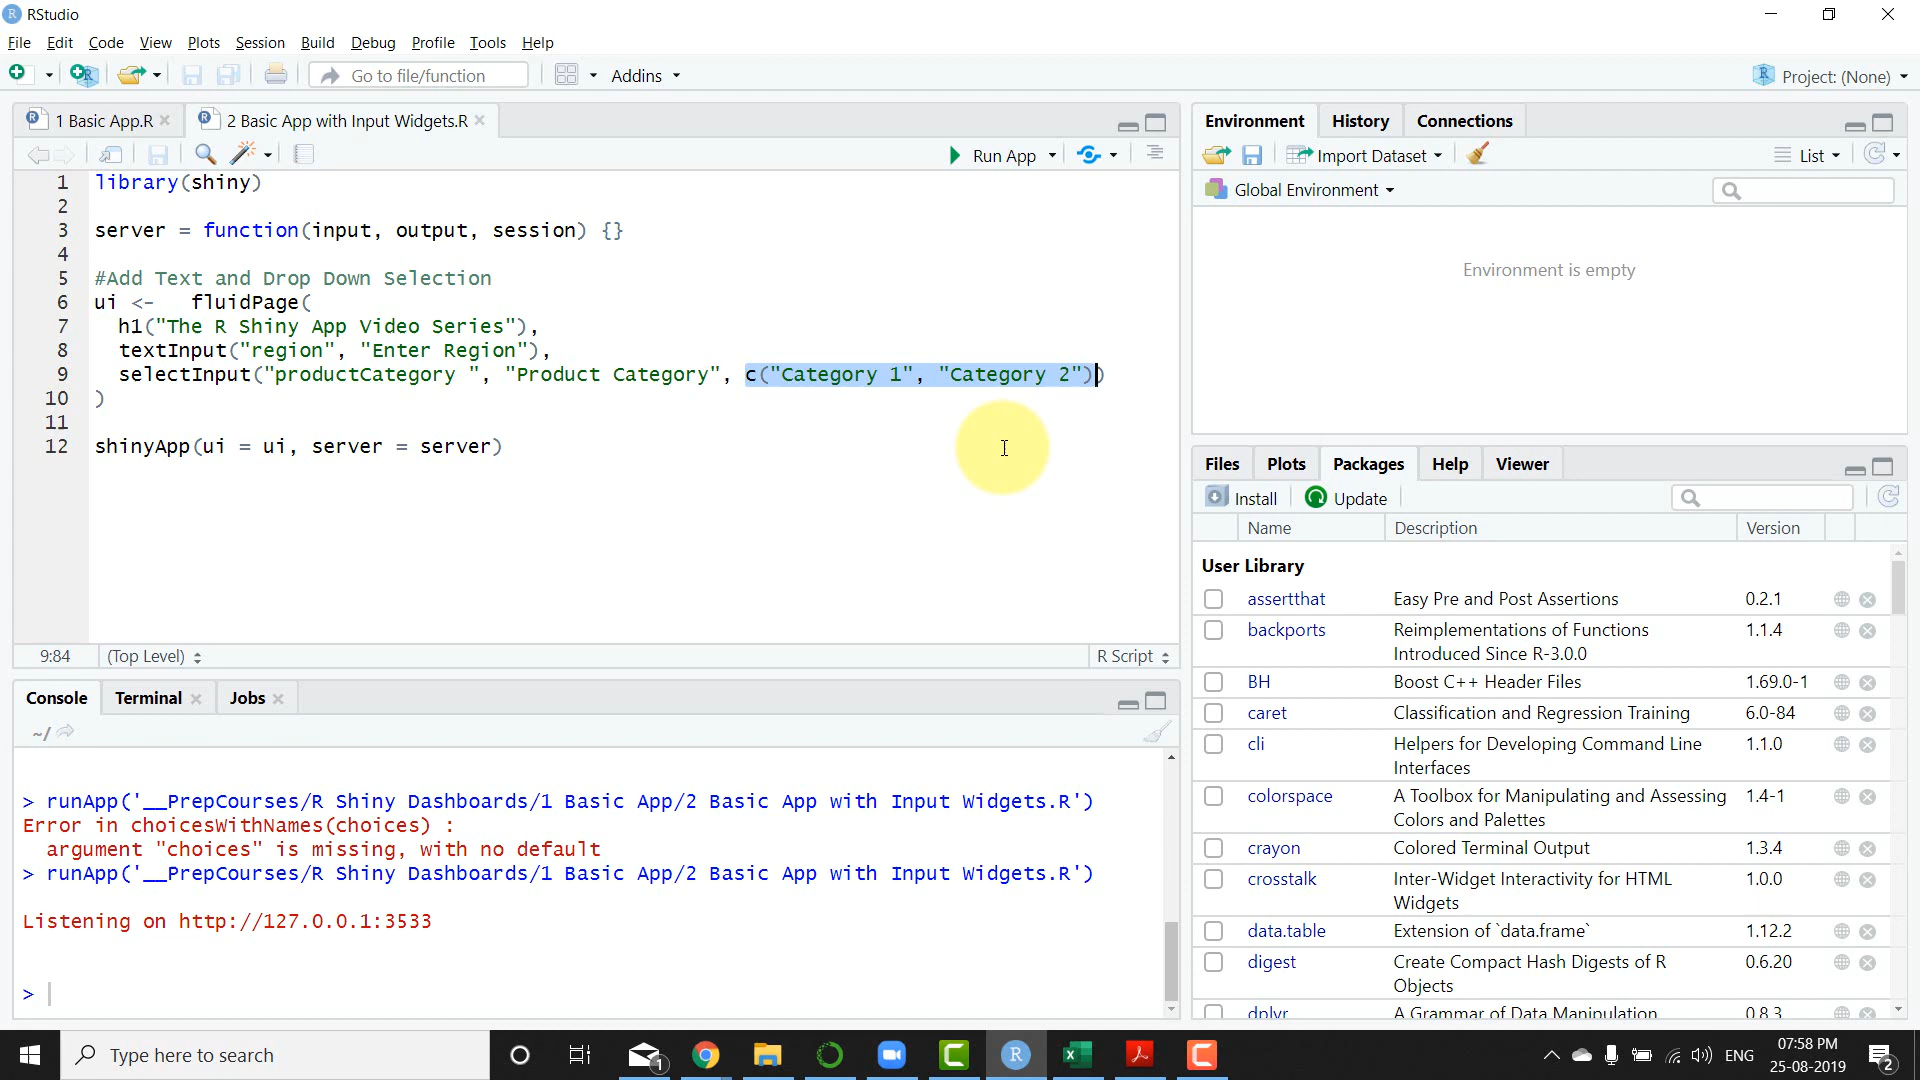 RStudio
File Edit Code View Plots Session Build Debug Profile Tools Help
Go to file/function Addins Project: (None)
1 Basic App.R 2 Basic App with Input Widgets.R
Run App
1 library(shiny)
2
3 server = function(input, output, session) {}
4
5 #Add Text and Drop Down Selection
6 ui <-   fluidPage(
7   h1("The R Shiny App Video Series"),
8   textInput("region", "Enter Region"),
9   selectInput("productCategory ", "Product Category", c("Category 1", "Category 2"))
10 )
11
12 shinyApp(ui = ui, server = server)
9:84 (Top Level) R Script
Console Terminal Jobs
~/
> runApp('__PrepCourses/R Shiny Dashboards/1 Basic App/2 Basic App with Input Widgets.R')
Error in choicesWithNames(choices) :
  argument "choices" is missing, with no default
> runApp('__PrepCourses/R Shiny Dashboards/1 Basic App/2 Basic App with Input Widgets.R')
Listening on http://127.0.0.1:3533
>
Environment History Connections
Import Dataset List
Global Environment
Environment is empty
Files Plots Packages Help Viewer
Install Update
Name Description Version
User Library
assertthat Easy Pre and Post Assertions 0.2.1
backports Reimplementations of Functions 1.1.4
Introduced Since R-3.0.0
BH Boost C++ Header Files 1.69.0-1
caret Classification and Regression Training 6.0-84
cli Helpers for Developing Command Line 1.1.0
Interfaces
colorspace A Toolbox for Manipulating and Assessing 1.4-1
Colors and Palettes
crayon Colored Terminal Output 1.3.4
crosstalk Inter-Widget Interactivity for HTML 1.0.0
Widgets
data.table Extension of `data.frame` 1.12.2
digest Create Compact Hash Digests of R 0.6.20
Objects
dplyr A Grammar of Data Manipulation 0.8.3
Type here to search
1
ENG
07:58 PM
25-08-2019
2